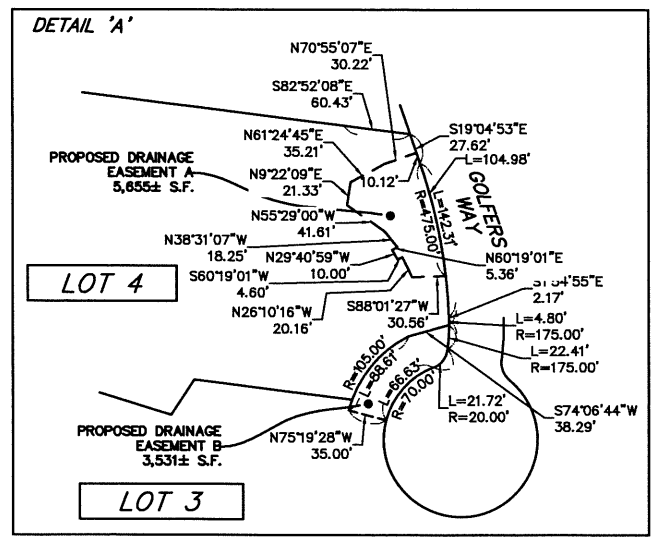 DETAIL 'A'
N70°55'07"E
30.22'
S82°52'08"E
60.43'
N61°24'45"E
35.21'
S19°04'53"E
27.62'
L=104.98'
PROPOSED DRAINAGE
EASEMENT A
5,655± S.F.
N9°22'09"E
21.33'
10.12'
GOLFERS
WAY
L=142.31'
R=475.00'
N55°29'00"W
41.61'
N38°31'07"W
18.25'
N29°40'59"W
10.00'
N60°19'01"E
5.36'
S60°19'01"W
4.60'
LOT 4
N26°10'16"W
20.16'
S88°01'27"W
30.56'
54'55"E
2.17'
L=4.80'
R=175.00'
L=22.41'
R=175.00'
R=105.00'
L=88.61'
L=66.63'
R=70.00'
L=21.72'
R=20.00'
S74°06'44"W
38.29'
PROPOSED DRAINAGE
EASEMENT B
3,531± S.F.
N75°19'28"W
35.00'
LOT 3